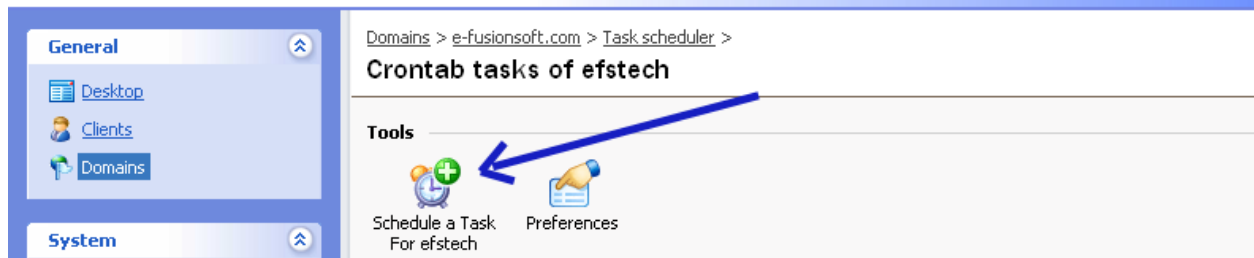 General
Desktop
Clients
Domains
System
Domains > e-fusionsoft.com > Task scheduler >
Crontab tasks of efstech
Tools
Schedule a Task
For efstech
Preferences